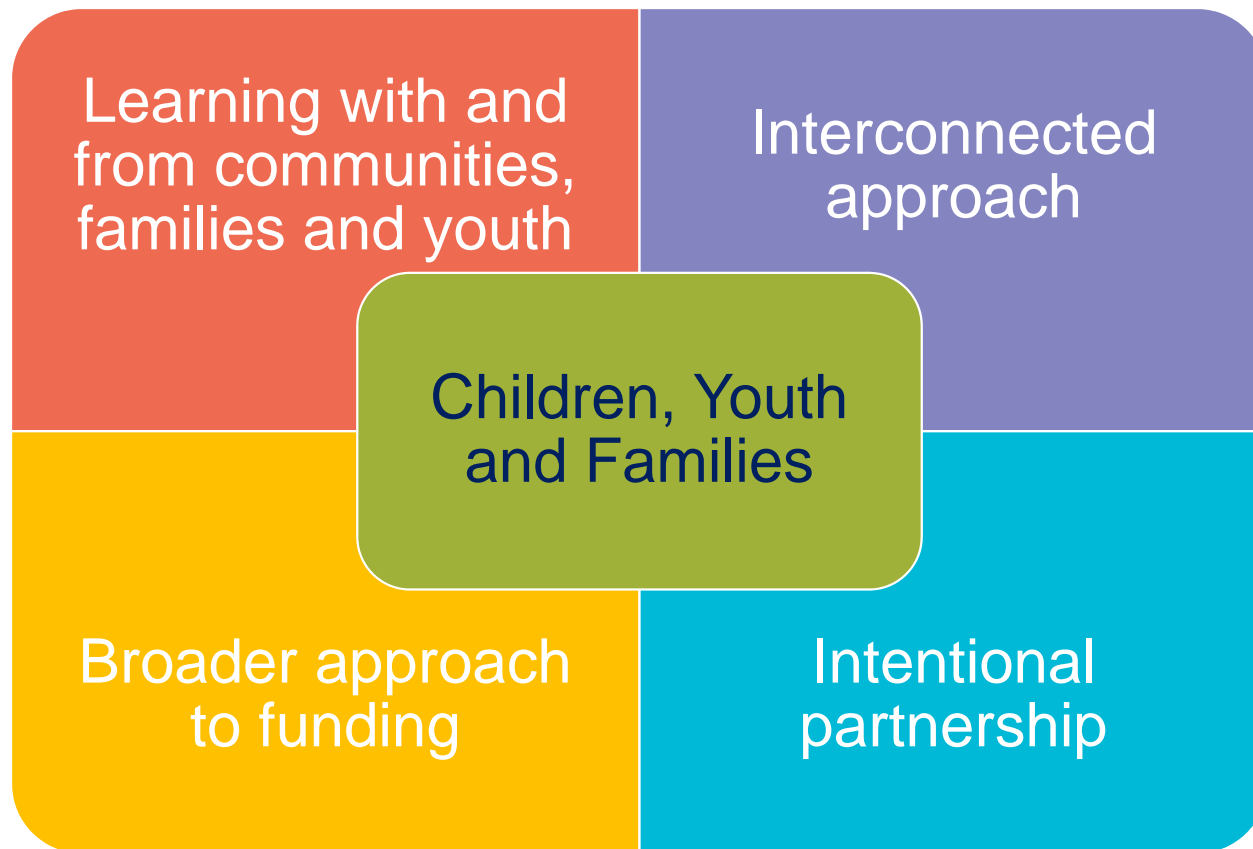 Learning with and
from communities,
families and youth
Interconnected
approach
Children, Youth
and Families
Broader approach
to funding
Intentional
partnership